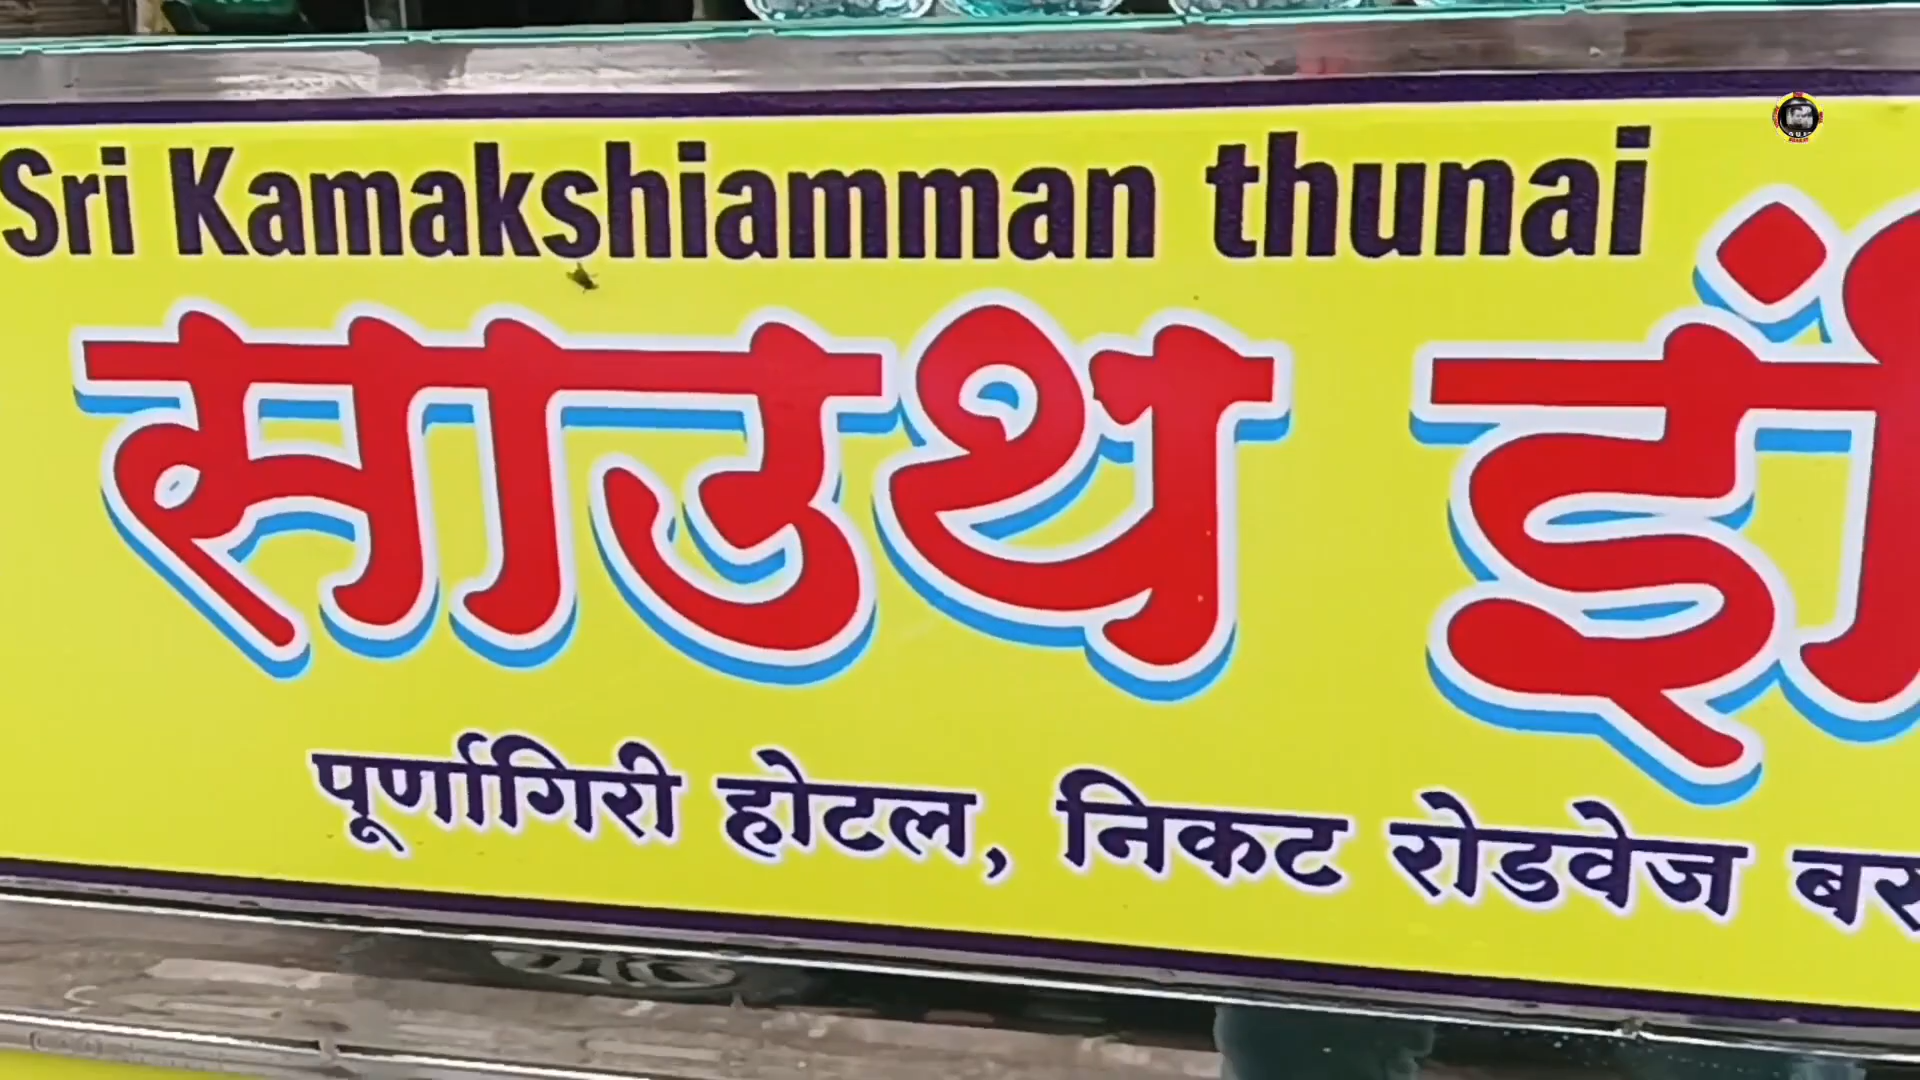 Sri Kamakshiamman thunai
साउथ
पूर्णागिरी होटल, निकट रोडवेज